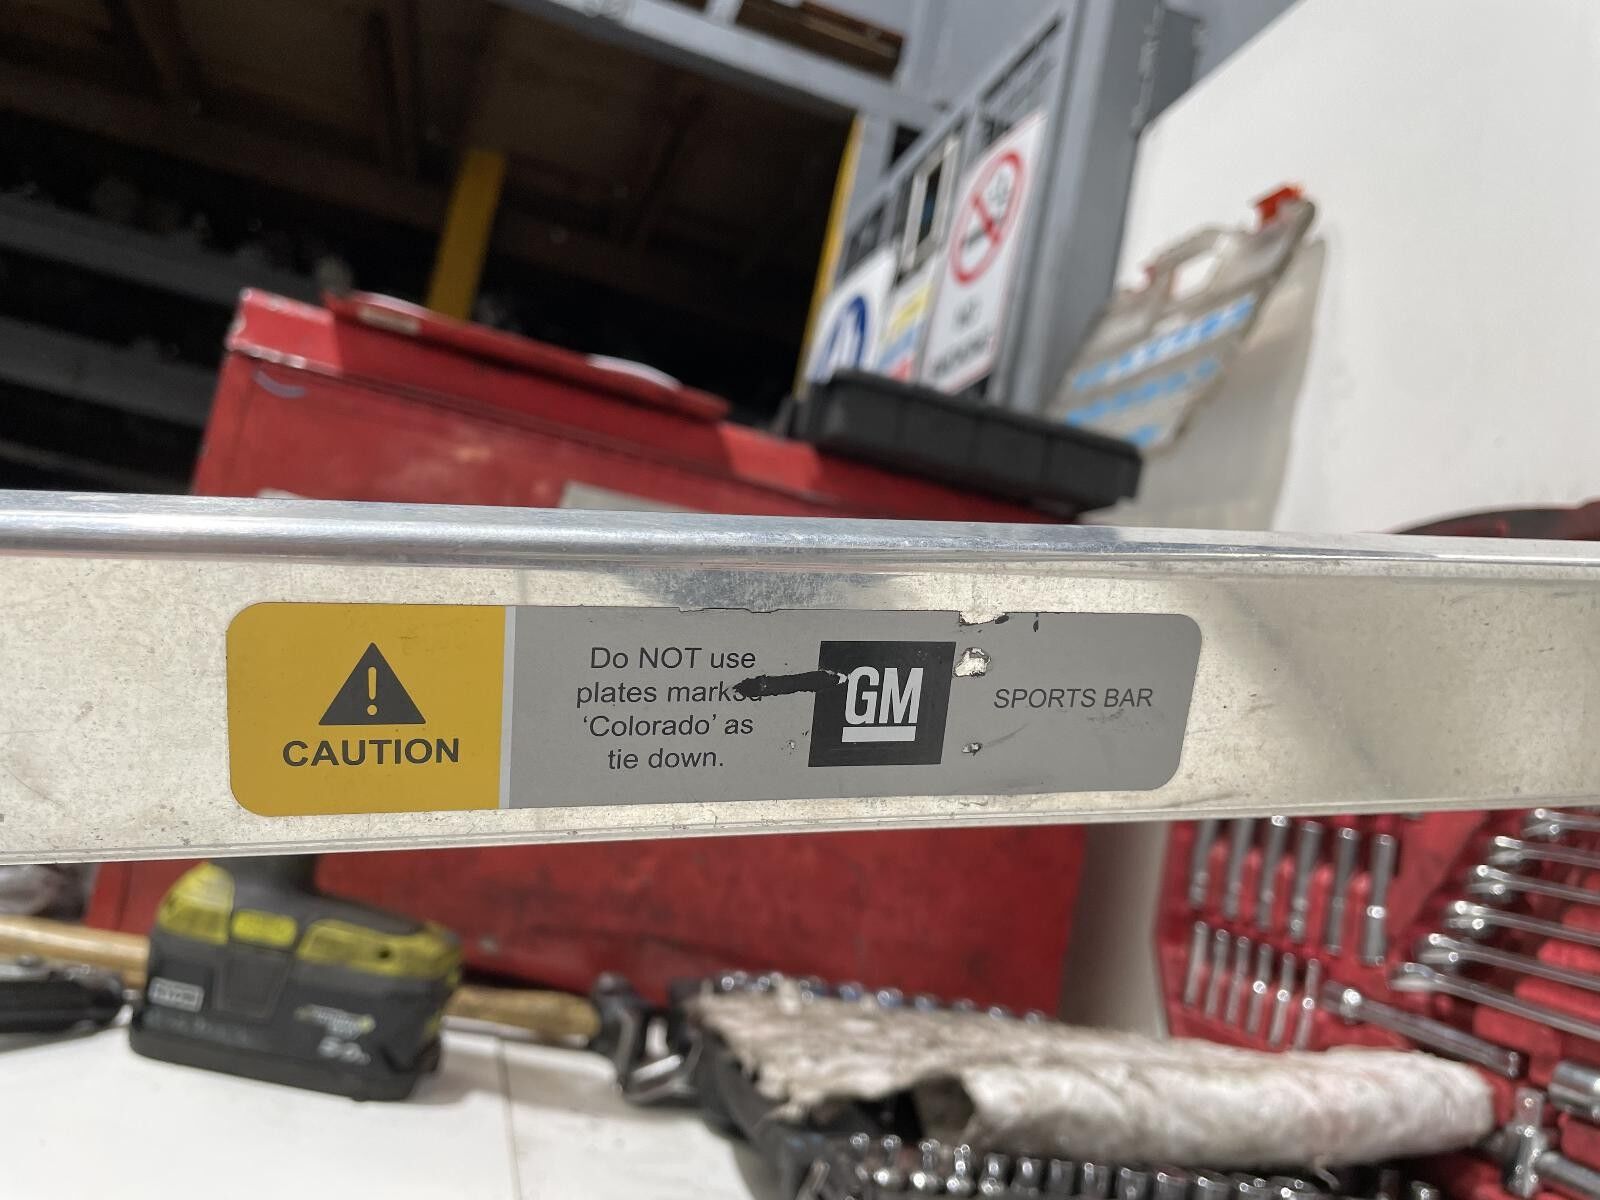 CAUTION
Do NOT use
plates marked
‘Colorado’ as
tie down.
GM
SPORTS BAR